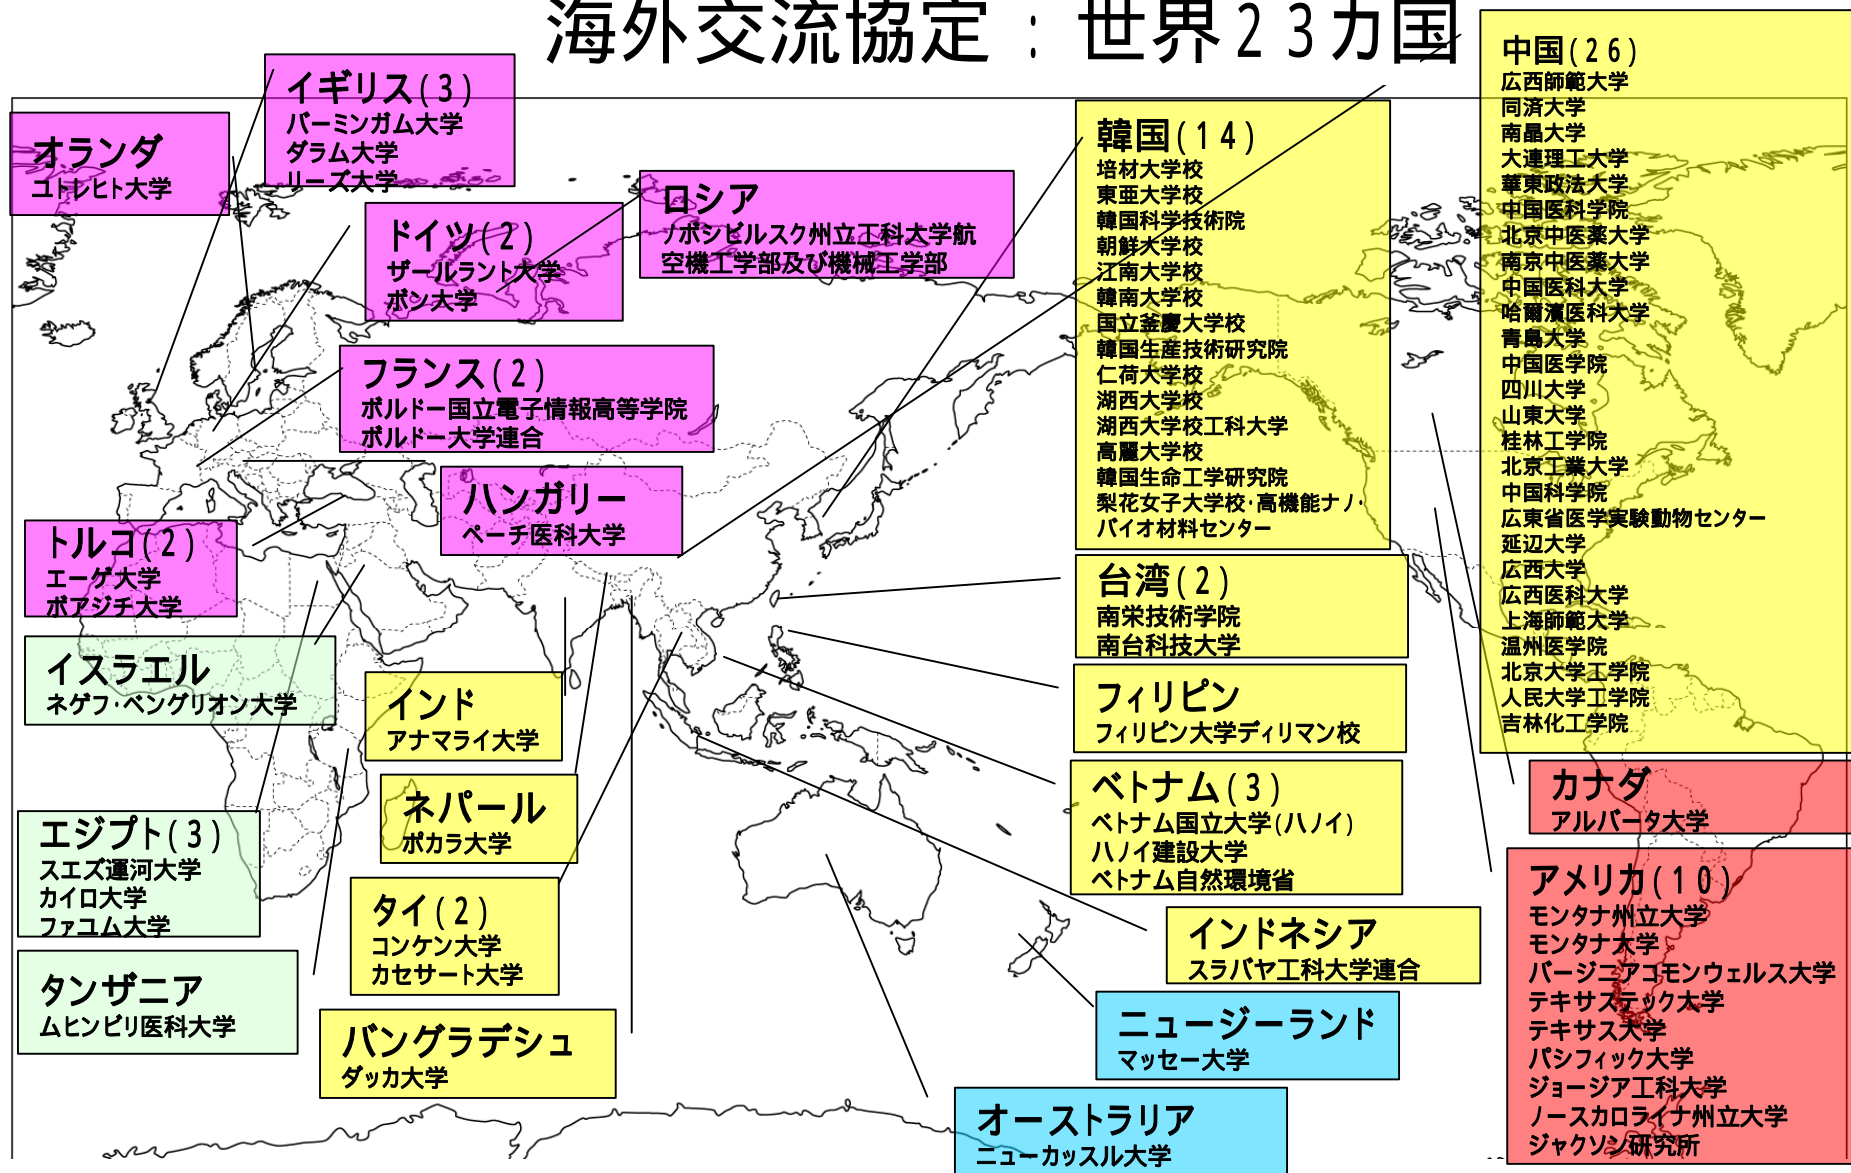 海外交流協定：世界２３カ国
イギリス(3)
バーミンガム大学
ダラム大学
リーズ大学
オランダ
ユトレヒト大学
ドイツ(2)
ザールラント大学
ボン大学
ロシア
ノボシビルスク州立工科大学航
空機工学部及び機械工学部
フランス(2)
ボルドー国立電子情報高等学院
ボルドー大学連合
ハンガリー
ペーチ医科大学
トルコ(2)
エーゲ大学
ボアジチ大学
イスラエル
ネゲフ・ベングリオン大学
エジプト(3)
スエズ運河大学
カイロ大学
ファユム大学
タンザニア
ムヒンビリ医科大学
インド
アナマライ大学
ネパール
ポカラ大学
タイ(2)
コンケン大学
カセサート大学
バングラデシュ
ダッカ大学
韓国(14)
培材大学校
東亜大学校
韓国科学技術院
朝鮮大学校
江南大学校
韓南大学校
国立釜慶大学校
韓国生産技術研究院
仁荷大学校
湖西大学校
湖西大学校工科大学
高麗大学校
韓国生命工学研究院
梨花女子大学校・高機能ナノ・
バイオ材料センター
台湾(2)
南栄技術学院
南台科技大学
フィリピン
フィリピン大学ディリマン校
ベトナム(3)
ベトナム国立大学(ハノイ)
ハノイ建設大学
ベトナム自然環境省
インドネシア
スラバヤ工科大学連合
ニュージーランド
マッセー大学
オーストラリア
ニューカッスル大学
中国(26)
広西師範大学
同済大学
南晶大学
大連理工大学
華東政法大学
中国医科学院
北京中医薬大学
南京中医薬大学
中国医科大学
哈爾濱医科大学
青島大学
中国医学院
四川大学
山東大学
桂林工学院
北京工業大学
中国科学院
広東省医学実験動物センター
延辺大学
広西大学
広西医科大学
上海師範大学
温州医学院
北京大学工学院
人民大学工学院
吉林化工学院
カナダ
アルバータ大学
アメリカ(10)
モンタナ州立大学
モンタナ大学
バージニアコモンウェルス大学
テキサステック大学
テキサス大学
パシフィック大学
ジョージア工科大学
ノースカロライナ州立大学
ジャクソン研究所